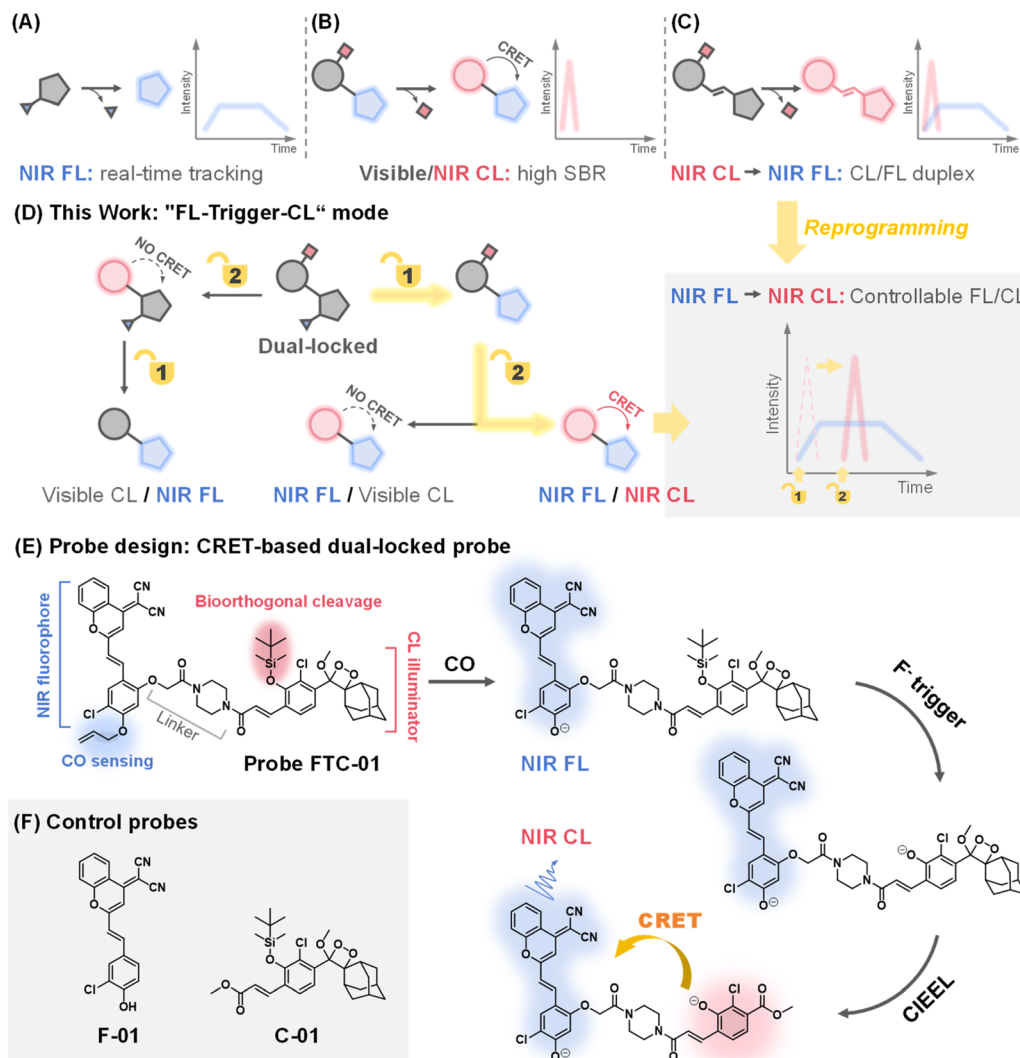 (A)
Intensity
Time
NIR FL: real-time tracking
(B)
CRET
Intensity
Time
Visible/NIR CL: high SBR
(C)
Intensity
Time
NIR CL → NIR FL: CL/FL duplex
(D) This Work: "FL-Trigger-CL“ mode
Reprogramming
NO CRET
2
1
Dual-locked
1
2
NO CRET
CRET
Visible CL / NIR FL
NIR FL / Visible CL
NIR FL / NIR CL
NIR FL → NIR CL: Controllable FL/CL
Intensity
Time
1
2
(E) Probe design: CRET-based dual-locked probe
NIR fluorophore
CN
CN
O
Cl
O
O
O
N
N
O
Linker
CO sensing
Bioorthogonal cleavage
Si
O
Cl
O
O
O
CL illuminator
Probe FTC-01
CO
CN
CN
O
Cl
O⊖
O
O
N
N
O
Si
O
Cl
O
O
O
NIR FL
F- trigger
CN
CN
O
Cl
O⊖
O
O
N
N
O
⊖O
Cl
O
O
O
CIEEL
NIR CL
CRET
CN
CN
O
Cl
O⊖
O
O
N
N
O
⊖O
Cl
O
O
(F) Control probes
CN
CN
O
Cl
OH
F-01
Si
O
Cl
O
O
O
O
O
C-01